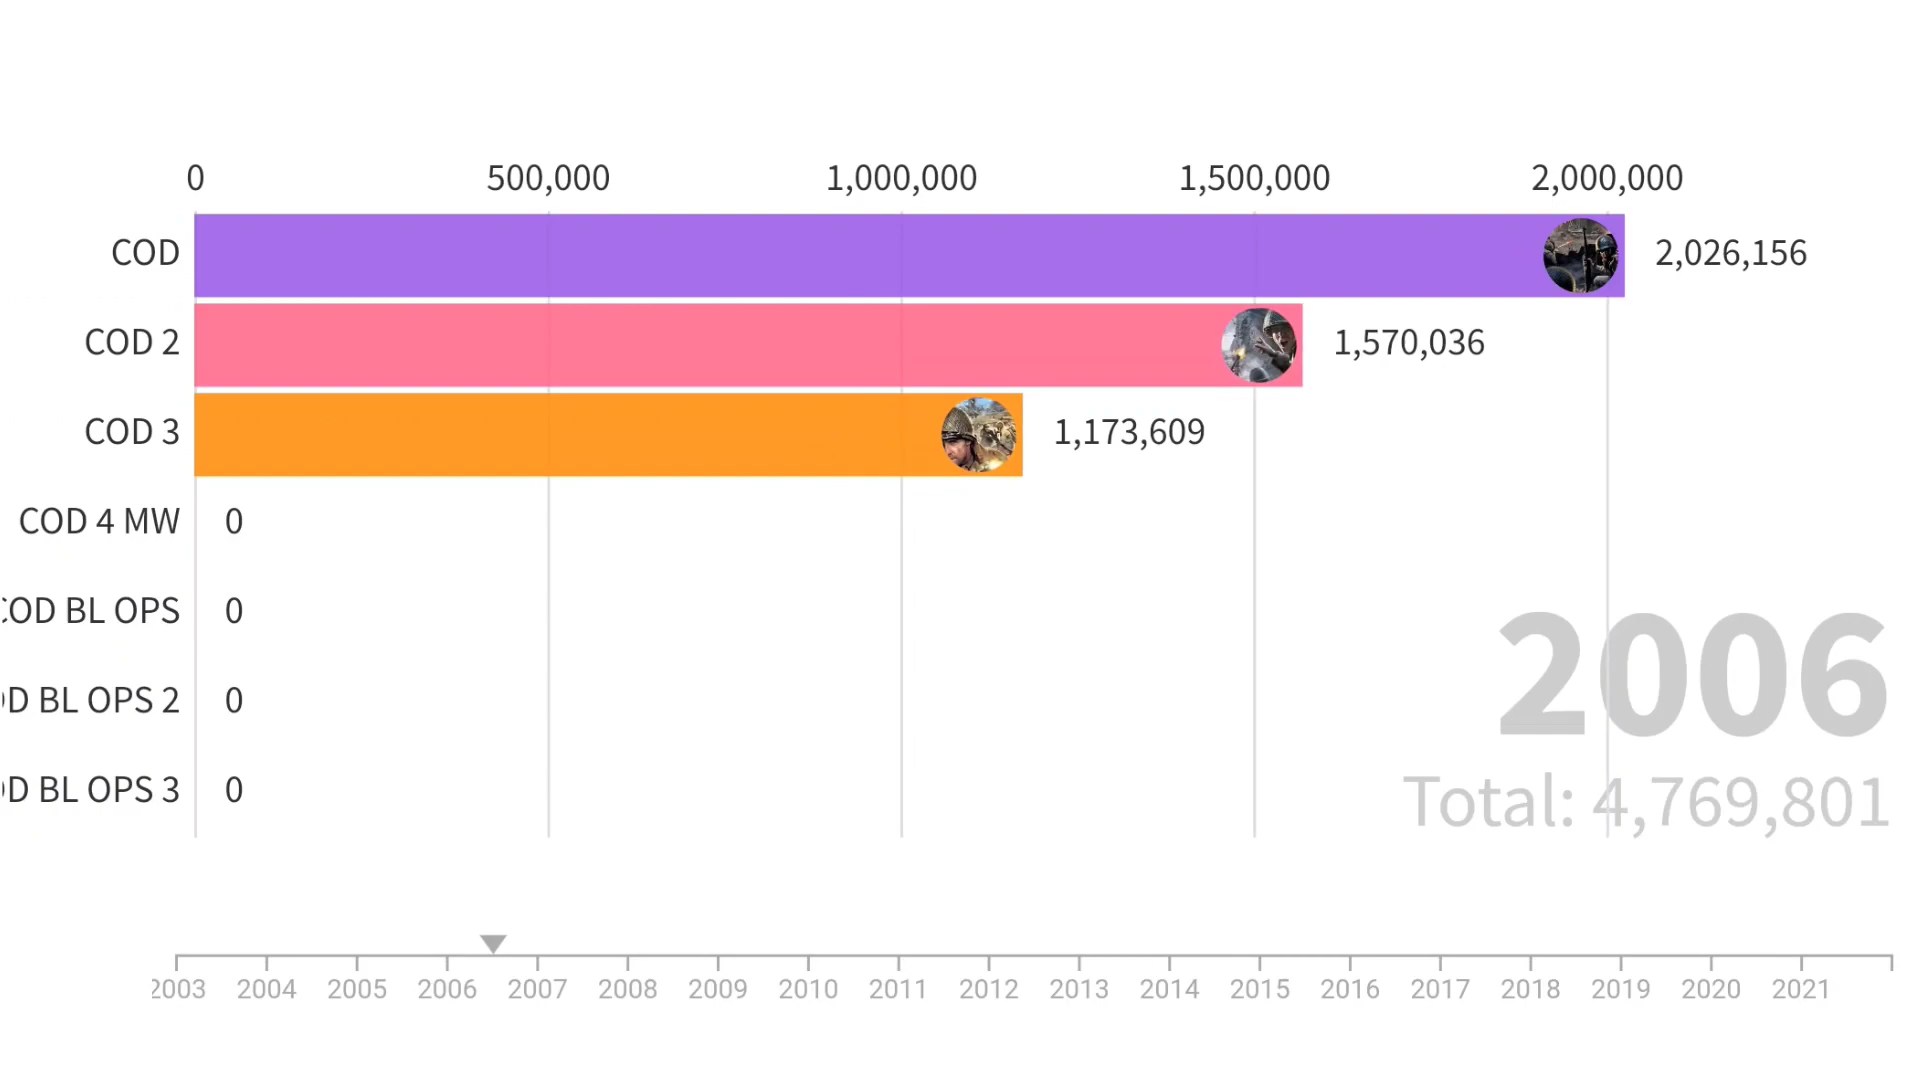 0 500,000 1,000,000 1,500,000 2,000,000
COD 2,026,156
COD 2 1,570,036
COD 3 1,173,609
COD 4 MW 0
COD BL OPS 0
OD BL OPS 2 0
OD BL OPS 3 0
2006
Total: 4,769,801
2003 2004 2005 2006 2007 2008 2009 2010 2011 2012 2013 2014 2015 2016 2017 2018 2019 2020 2021